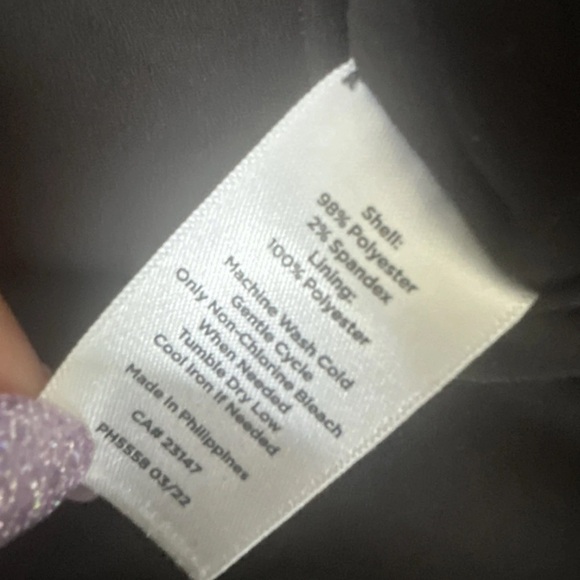 Shell:
98% Polyester
2% Spandex
Lining:
100% Polyester
Machine Wash Cold
Gentle Cycle
Only Non-Chlorine Bleach
When Needed
Tumble Dry Low
Cool Iron If Needed
Made in Philippines
CA# 23147
PH5558 03/22